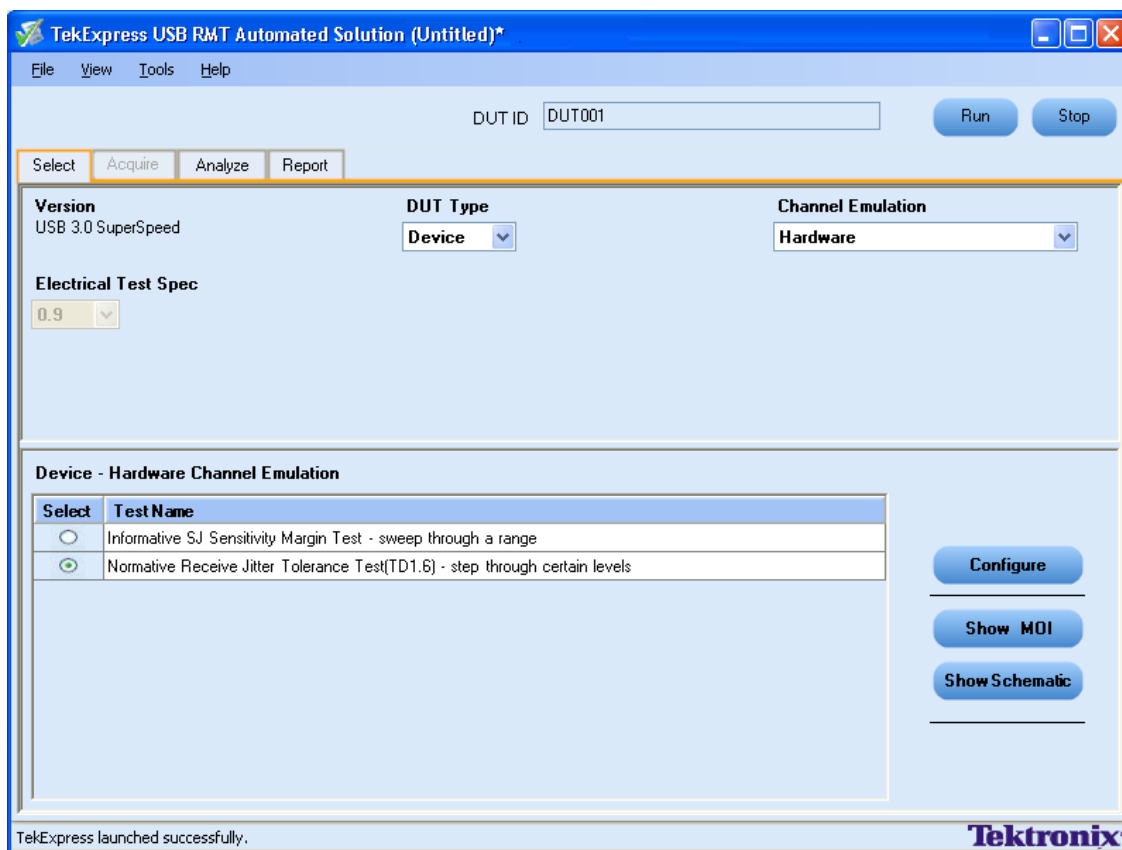 TekExpress USB RMT Automated Solution (Untitled)*
File View Tools Help
DUT ID DUT001 Run Stop
Select Acquire Analyze Report
Version DUT Type Channel Emulation
USB 3.0 SuperSpeed Device Hardware
Electrical Test Spec
0.9
Device - Hardware Channel Emulation
Select Test Name
Informative SJ Sensitivity Margin Test - sweep through a range
Normative Receive Jitter Tolerance Test(TD1.6) - step through certain levels
Configure
Show MOI
Show Schematic
TekExpress launched successfully. Tektronix